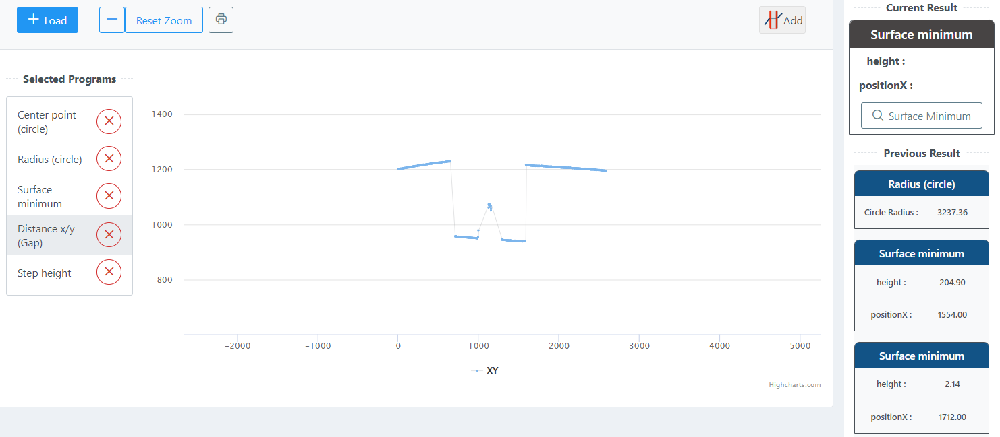 Load
Reset Zoom
Add
Selected Programs
Center point
(circle)
Radius (circle)
Surface
minimum
Distance x/y
(Gap)
Step height
1400
1200
1000
800
-2000
-1000
0
1000
2000
3000
4000
5000
XY
Highcharts.com
Current Result
Surface minimum
height :
positionX :
Surface Minimum
Previous Result
Radius (circle)
Circle Radius : 3237.36
Surface minimum
height : 204.90
positionX : 1554.00
Surface minimum
height : 2.14
positionX : 1712.00